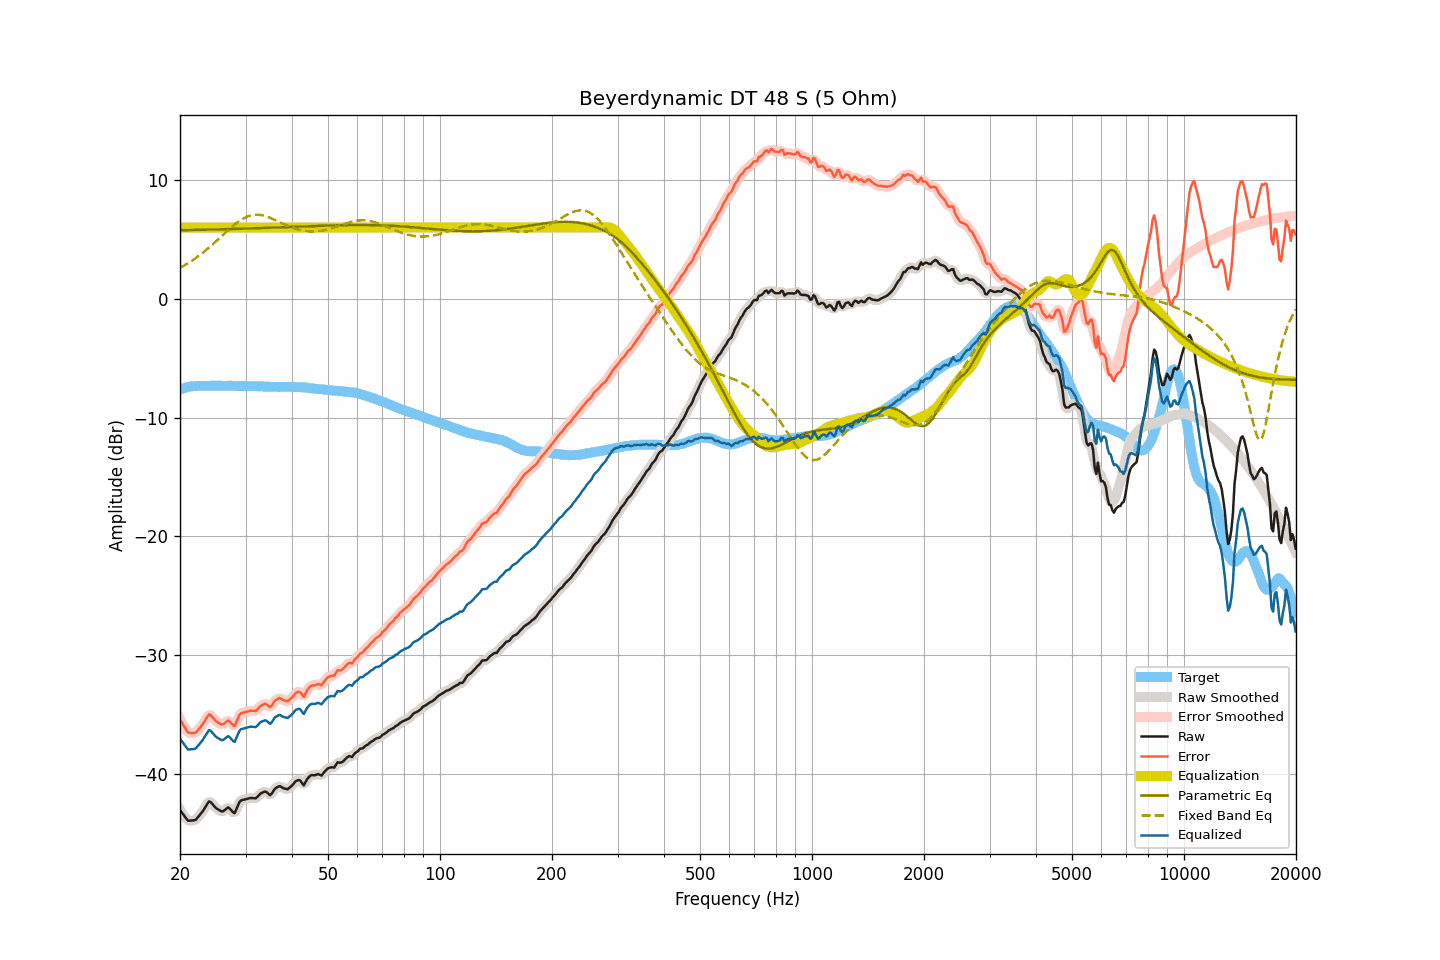 Beyerdynamic DT 48 S (5 Ohm)
Amplitude (dBr)
10
0
−10
−20
−30
−40
Target
Raw Smoothed
Error Smoothed
Raw
Error
Equalization
Parametric Eq
Fixed Band Eq
Equalized
20 50 100 200 500 1000 2000 5000 10000 20000
Frequency (Hz)